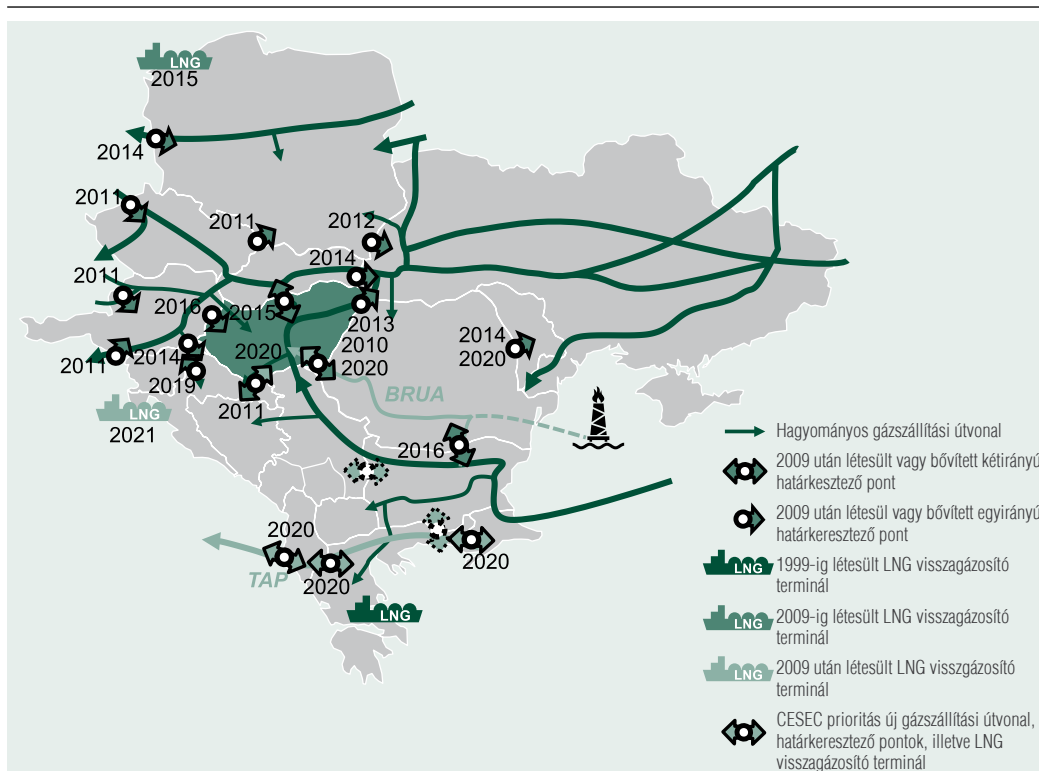 LNG
2015
2014
2011
2011
2012
2014
2011
2016
2015
2013
2010
2020
2014
2020
2020
2014
2011
2019
2011
BRUA
LNG
2021
2016
2020
TAP
2020
2020
LNG
Hagyományos gázszállítási útvonal
2009 után létesült vagy bővített kétirányú
határkesztező pont
2009 után létesül vagy bővített egyirányú
határkeresztező pont
LNG
1999-ig létesült LNG visszagázosító
terminál
LNG
2009-ig létesült LNG visszagázosító
terminál
LNG
2009 után létesült LNG visszgázosító
terminál
CESEC prioritás új gázszállítási útvonal,
határkeresztező pontok, illetve LNG
visszagázosító terminál